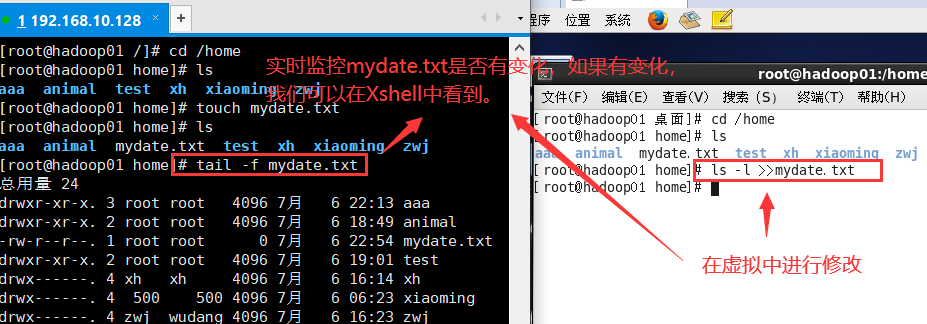 1 192.168.10.128 × +
[root@hadoop01 /]# cd /home
[root@hadoop01 home]# ls
aaa animal test xh xiaoming zwj
[root@hadoop01 home]# touch mydate.txt
[root@hadoop01 home]# ls
aaa animal mydate.txt test xh xiaoming zwj
[root@hadoop01 home]# tail -f mydate.txt
总用量 24
drwxr-xr-x. 3 root root 4096 7月 6 22:13 aaa
drwxr-xr-x. 2 root root 4096 7月 6 18:49 animal
-rw-r--r--. 1 root root 0 7月 6 22:54 mydate.txt
drwxr-xr-x. 2 root root 4096 7月 6 19:01 test
drwx------. 4 xh xh 4096 7月 6 16:14 xh
drwx------. 4 500 500 4096 7月 6 06:23 xiaoming
drwx------. 4 zwj wudang 4096 7月 6 16:23 zwj
实时监控mydate.txt是否有变化，如果有变化，
我们可以在Xshell中看到。
程序 位置 系统
root@hadoop01:/home
文件(F) 编辑(E) 查看(V) 搜索(S) 终端(T) 帮助(H)
[root@hadoop01 桌面]# cd /home
[root@hadoop01 home]# ls
aaa animal mydate.txt test xh xiaoming zwj
[root@hadoop01 home]# ls -l >>mydate.txt
[root@hadoop01 home]#
在虚拟中进行修改